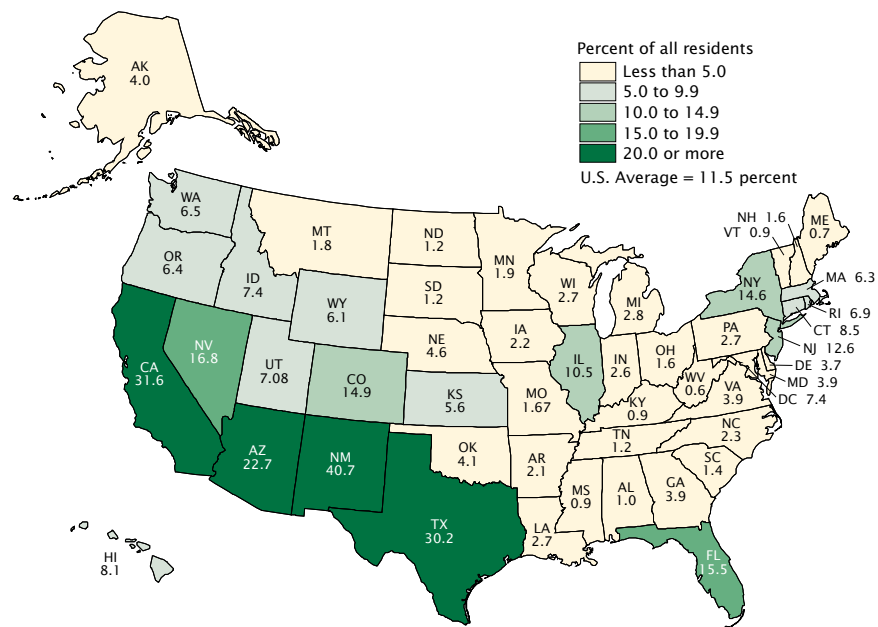 Percent of all residents
Less than 5.0
5.0 to 9.9
10.0 to 14.9
15.0 to 19.9
20.0 or more
U.S. Average = 11.5 percent
AK
4.0
WA
6.5
OR
6.4
ID
7.4
MT
1.8
WY
6.1
ND
1.2
SD
1.2
NE
4.6
MN
1.9
IA
2.2
WI
2.7
MI
2.8
NH 1.6
VT 0.9
ME
0.7
NY
14.6
MA 6.3
RI 6.9
CT 8.5
NJ 12.6
DE 3.7
MD 3.9
DC 7.4
PA
2.7
CA
31.6
NV
16.8
UT
7.08
CO
14.9
KS
5.6
MO
1.67
IL
10.5
IN
2.6
OH
1.6
WV
0.6
VA
3.9
KY
0.9
NC
2.3
TN
1.2
SC
1.4
AZ
22.7
NM
40.7
OK
4.1
AR
2.1
MS
0.9
AL
1.0
GA
3.9
TX
30.2
LA
2.7
FL
15.5
HI
8.1